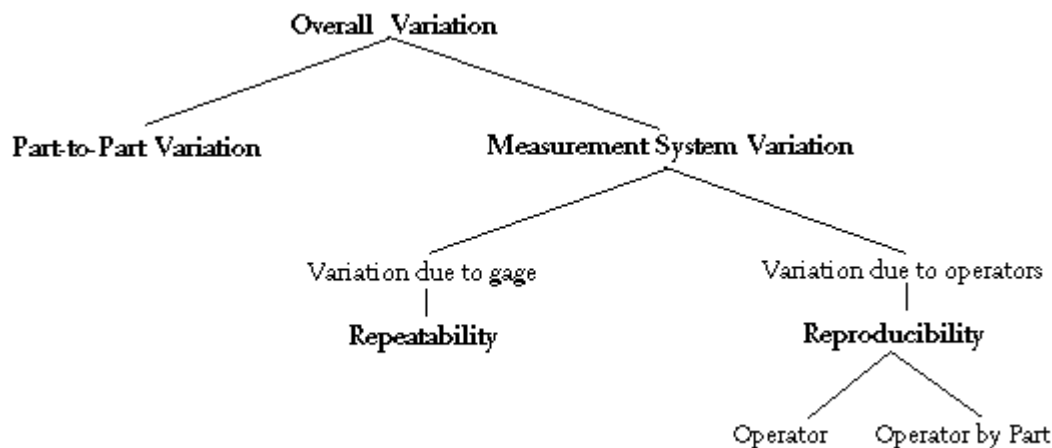 Overall Variation
Part-to-Part Variation
Measurement System Variation
Variation due to gage
Variation due to operators
Repeatability
Reproducibility
Operator
Operator by Part